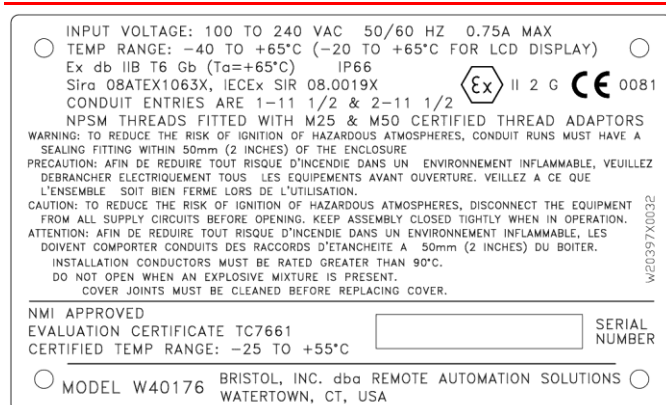 INPUT VOLTAGE: 100 TO 240 VAC 50/60 HZ 0.75A MAX
TEMP RANGE: -40 TO +65°C (-20 TO +65°C FOR LCD DISPLAY)
Ex db IIB T6 Gb (Ta=+65°C) IP66
Sira 08ATEX1063X, IECEx SIR 08.0019X
Ex II 2 G CE 0081
CONDUIT ENTRIES ARE 1-11 1/2 & 2-11 1/2
NPSM THREADS FITTED WITH M25 & M50 CERTIFIED THREAD ADAPTORS
WARNING: TO REDUCE THE RISK OF IGNITION OF HAZARDOUS ATMOSPHERES, CONDUIT RUNS MUST HAVE A
SEALING FITTING WITHIN 50mm (2 INCHES) OF THE ENCLOSURE
PRECAUTION: AFIN DE REDUIRE TOUT RISQUE D'INCENDIE DANS UN ENVIRONNEMENT INFLAMMABLE, VEUILLEZ
DEBRANCHER ELECTRIQUEMENT TOUS LES EQUIPEMENTS AVANT OUVERTURE. VEILLEZ A CE QUE
L'ENSEMBLE SOIT BIEN FERME LORS DE L'UTILISATION.
CAUTION: TO REDUCE THE RISK OF IGNITION OF HAZARDOUS ATMOSPHERES, DISCONNECT THE EQUIPMENT
FROM ALL SUPPLY CIRCUITS BEFORE OPENING. KEEP ASSEMBLY CLOSED TIGHTLY WHEN IN OPERATION.
ATTENTION: AFIN DE REDUIRE TOUT RISQUE D'INCENDIE DANS UN ENVIRONNEMENT INFLAMMABLE, LES
DOIVENT COMPORTER CONDUITS DES RACCORDS D'ETANCHEITE A 50mm (2 INCHES) DU BOITER.
INSTALLATION CONDUCTORS MUST BE RATED GREATER THAN 90°C.
DO NOT OPEN WHEN AN EXPLOSIVE MIXTURE IS PRESENT.
COVER JOINTS MUST BE CLEANED BEFORE REPLACING COVER.
W20397X0032
NMI APPROVED
EVALUATION CERTIFICATE TC7661
CERTIFIED TEMP RANGE: -25 TO +55°C
SERIAL
NUMBER
MODEL W40176
BRISTOL, INC. dba REMOTE AUTOMATION SOLUTIONS
WATERTOWN, CT, USA